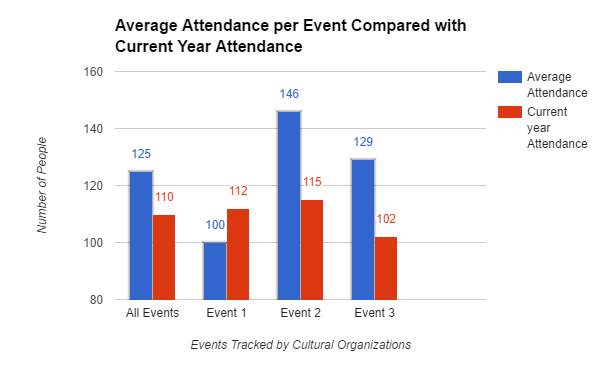 Average Attendance per Event Compared with
Current Year Attendance
160
140
120
100
80
Number of People
125
110
100
112
146
115
129
102
All Events
Event 1
Event 2
Event 3
Events Tracked by Cultural Organizations
Average
Attendance
Current
year
Attendance